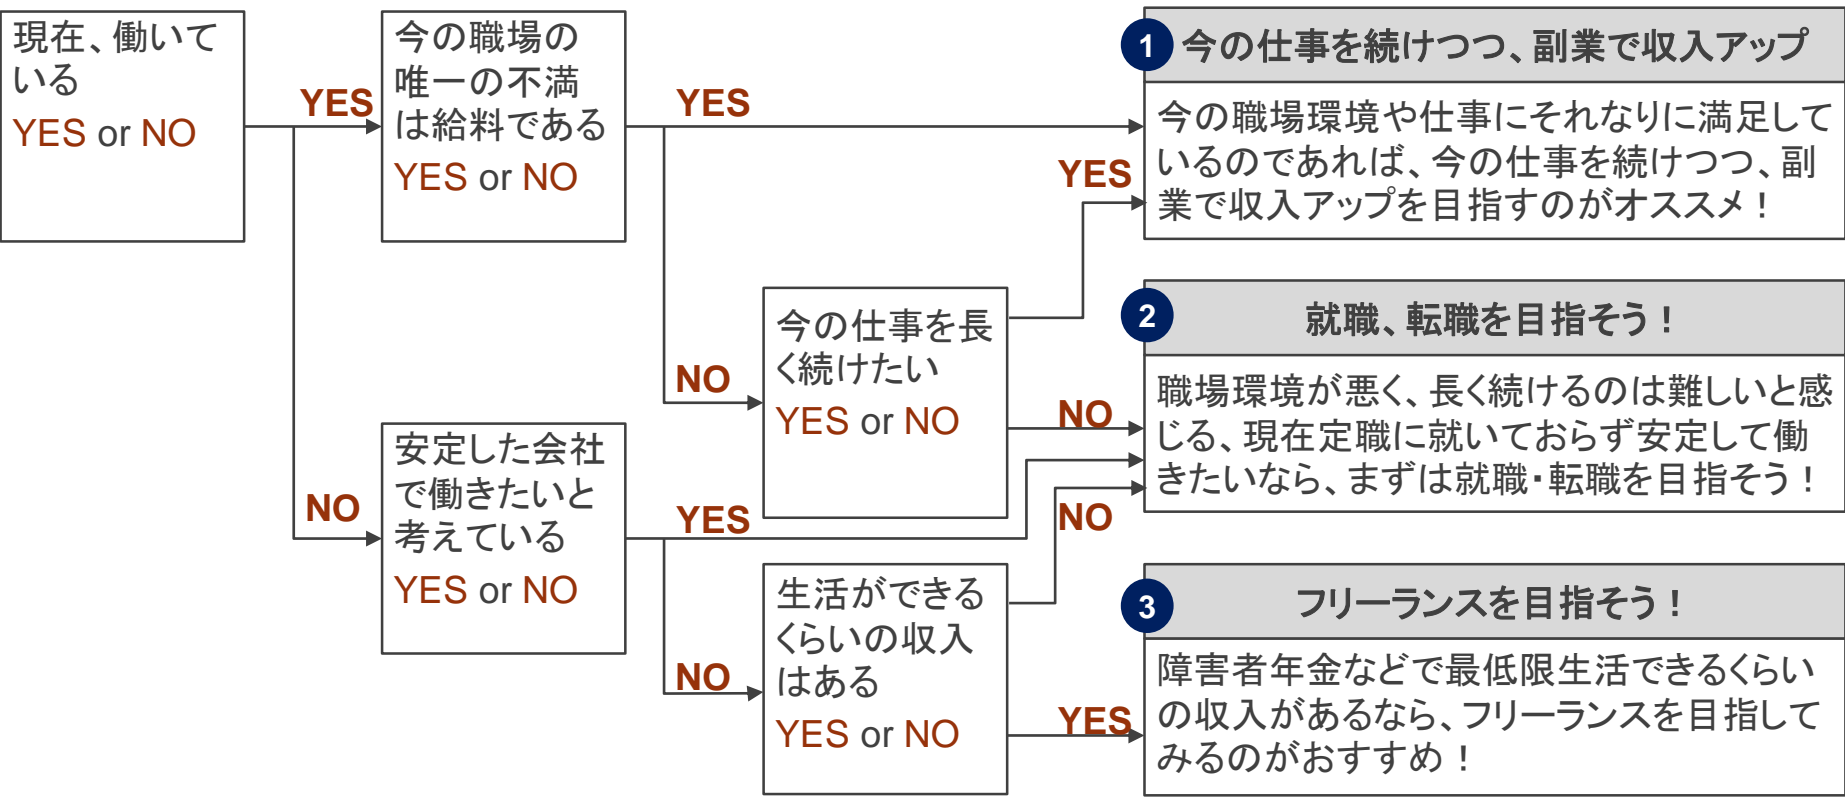 現在、働いて
いる
YES or NO
YES
今の職場の
唯一の不満
は給料である
YES or NO
YES
1
今の仕事を続けつつ、副業で収入アップ
今の職場環境や仕事にそれなりに満足して
いるのであれば、今の仕事を続けつつ、副
業で収入アップを目指すのがオススメ！
YES
NO
今の仕事を長
く続けたい
YES or NO
NO
2
就職、転職を目指そう！
職場環境が悪く、長く続けるのは難しいと感
じる、現在定職に就いておらず安定して働
きたいなら、まずは就職・転職を目指そう！
NO
安定した会社
で働きたいと
考えている
YES or NO
YES
NO
NO
生活ができる
くらいの収入
はある
YES or NO
YES
3
フリーランスを目指そう！
障害者年金などで最低限生活できるくらい
の収入があるなら、フリーランスを目指して
みるのがおすすめ！